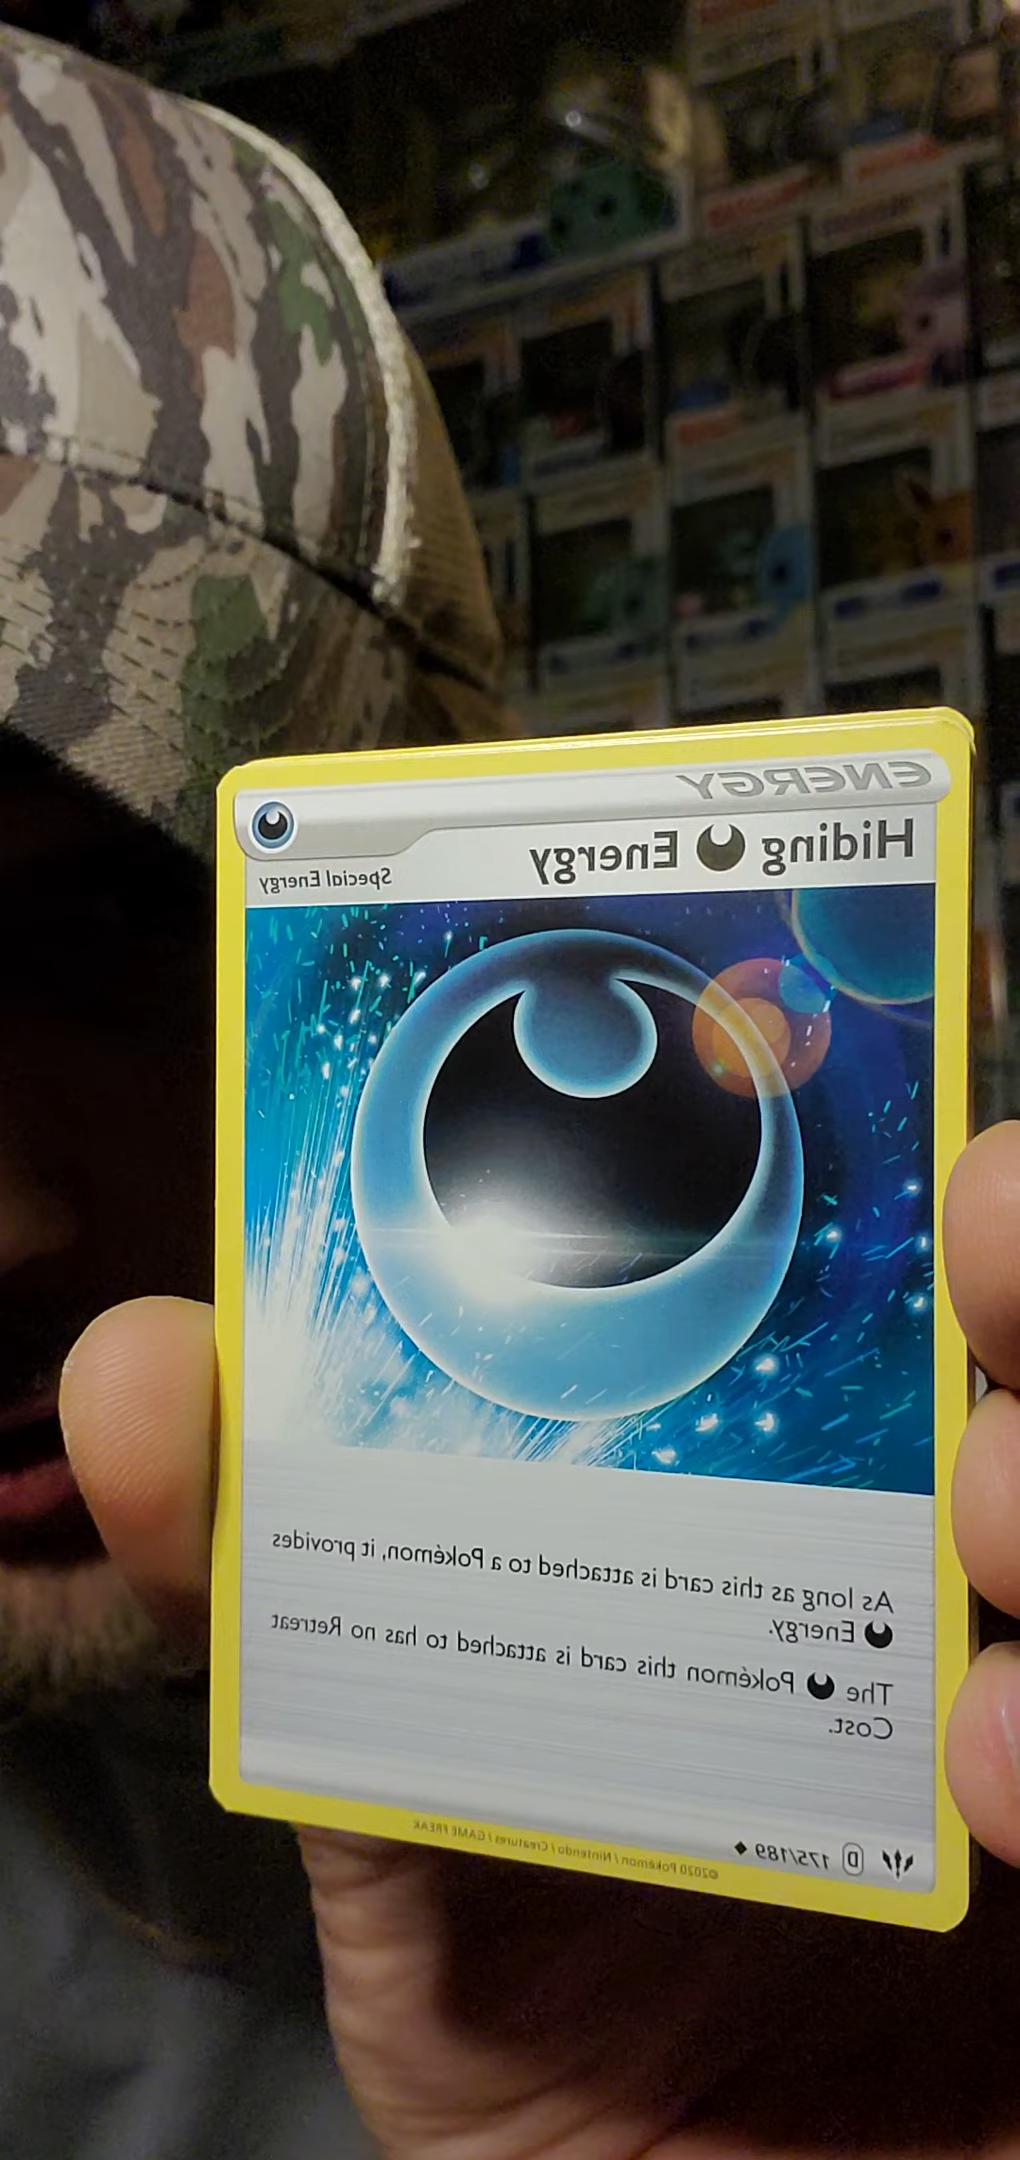 ENERGY
Hiding Energy
Special Energy
As long as this card is attached to a Pokémon, it provides
Energy.
The Pokémon this card is attached to has no Retreat
Cost.
D 175/189
©2020 Pokémon / Nintendo / Creatures / GAME FREAK